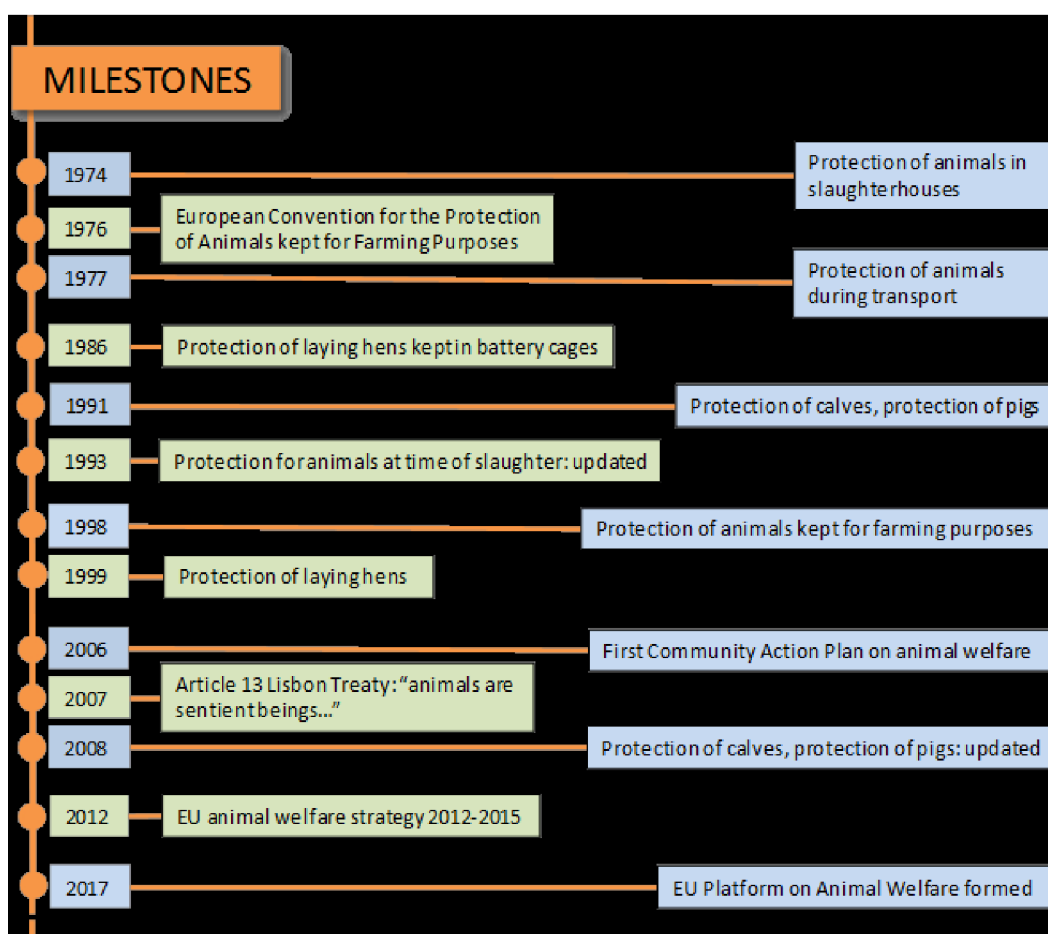 MILESTONES
1974
Protection of animals in
slaughterhouses
1976
European Convention for the Protection
of Animals kept for Farming Purposes
1977
Protection of animals
during transport
1986
Protection of laying hens kept in battery cages
1991
Protection of calves, protection of pigs
1993
Protection for animals at time of slaughter: updated
1998
Protection of animals kept for farming purposes
1999
Protection of laying hens
2006
First Community Action Plan on animal welfare
2007
Article 13 Lisbon Treaty: “animals are
sentient beings...”
2008
Protection of calves, protection of pigs: updated
2012
EU animal welfare strategy 2012-2015
2017
EU Platform on Animal Welfare formed